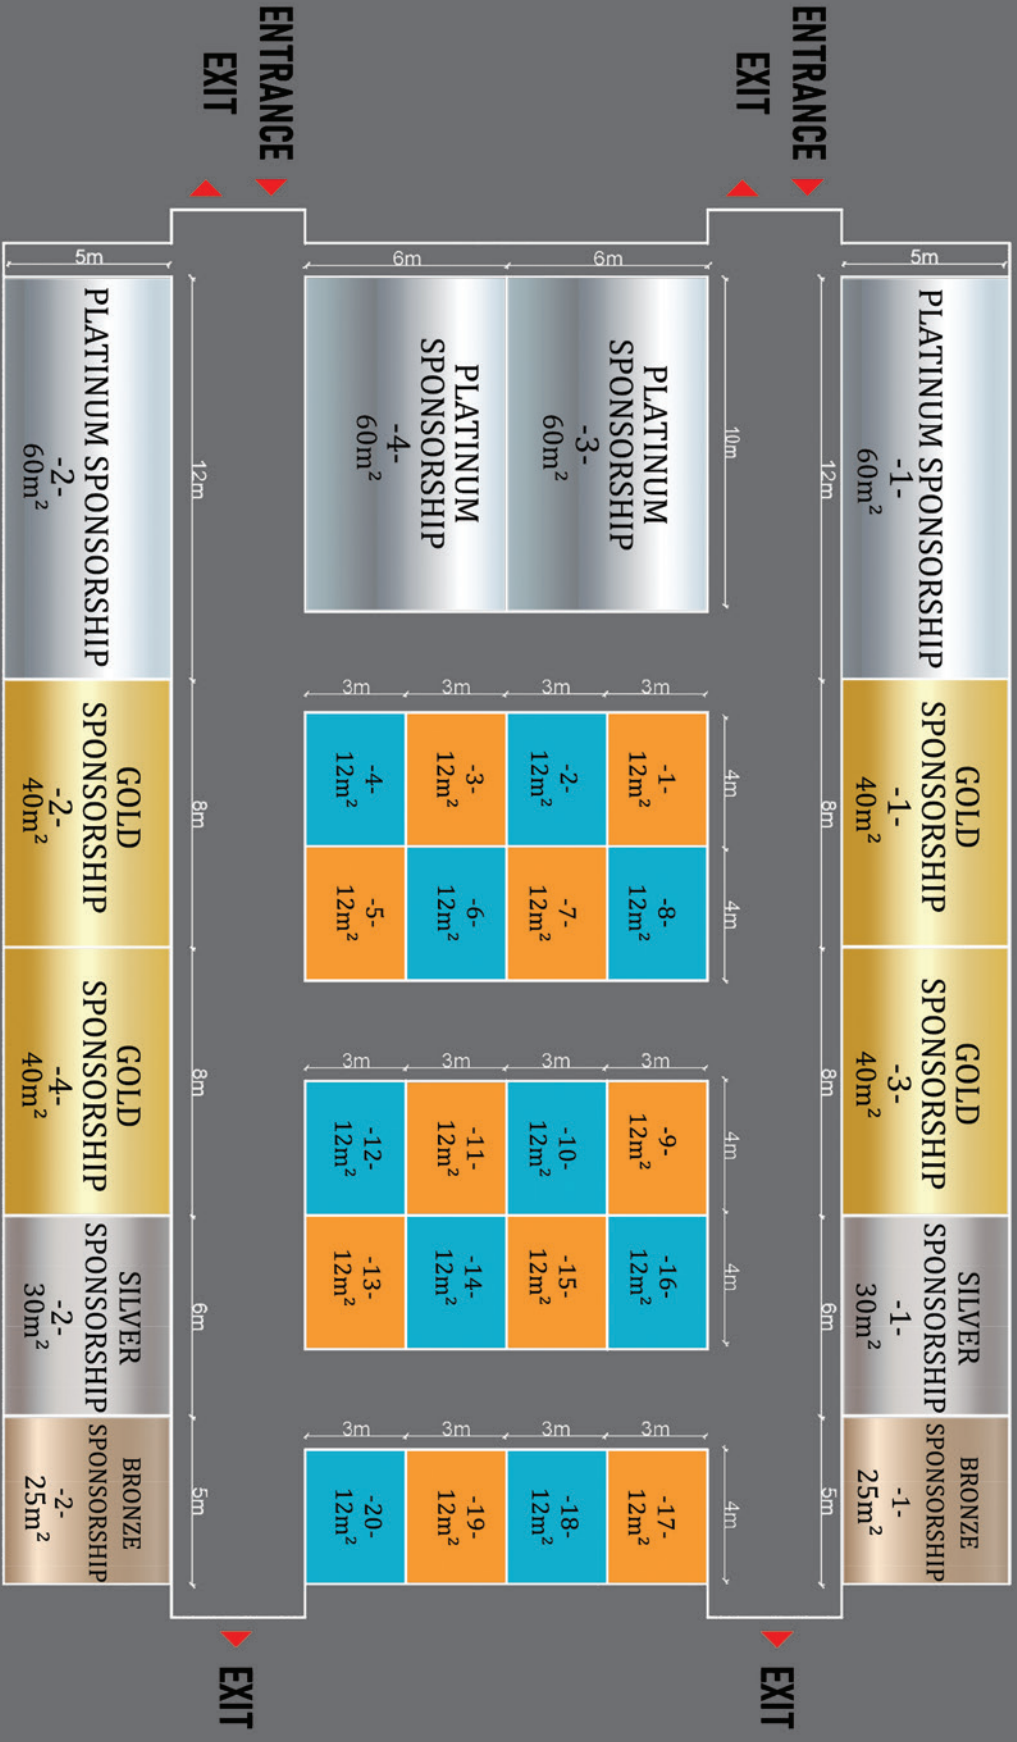 5m
PLATINUM SPONSORSHIP
-1-
60m²
GOLD
SPONSORSHIP
-1-
40m²
GOLD
SPONSORSHIP
-3-
40m²
SILVER
SPONSORSHIP
-1-
30m²
BRONZE
SPONSORSHIP
-1-
25m²
12m
8m
8m
6m
5m
ENTRANCE
EXIT
EXIT
10m
4m
4m
4m
4m
4m
6m
6m
PLATINUM
SPONSORSHIP
-3-
60m²
PLATINUM
SPONSORSHIP
-4-
60m²
3m
3m
3m
3m
-1-
12m²
-8-
12m²
-2-
12m²
-7-
12m²
-3-
12m²
-6-
12m²
-4-
12m²
-5-
12m²
3m
3m
3m
3m
-9-
12m²
-16-
12m²
-10-
12m²
-15-
12m²
-11-
12m²
-14-
12m²
-12-
12m²
-13-
12m²
3m
3m
3m
3m
-17-
12m²
-18-
12m²
-19-
12m²
-20-
12m²
ENTRANCE
EXIT
EXIT
12m
8m
8m
6m
5m
5m
PLATINUM SPONSORSHIP
-2-
60m²
GOLD
SPONSORSHIP
-2-
40m²
GOLD
SPONSORSHIP
-4-
40m²
SILVER
SPONSORSHIP
-2-
30m²
BRONZE
SPONSORSHIP
-2-
25m²